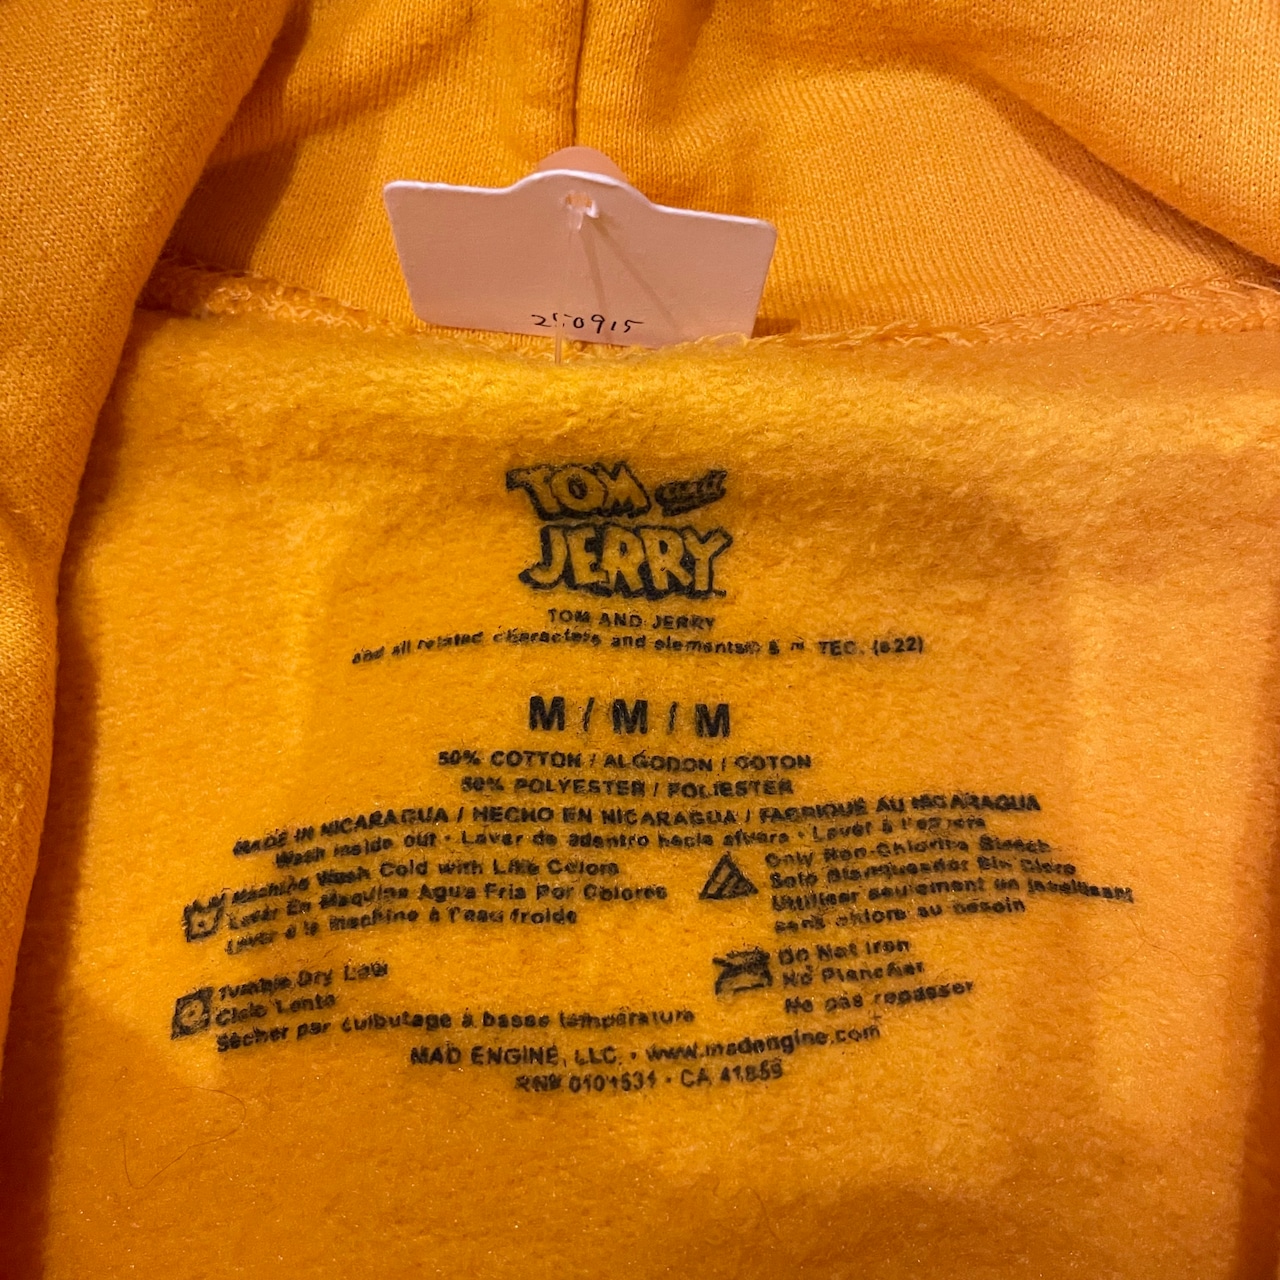 250915
TOM and
JERRY
TOM AND JERRY
and all related characters and elements © & ™ TEC. (s22)
M / M / M
50% COTTON / ALGODON / COTON
50% POLYESTER / POLIESTER
MADE IN NICARAGUA / HECHO EN NICARAGUA / FABRIQUE AU NICARAGUA
Wash inside out • Lavar de adentro hacia afuera • Laver à l'envers
Machine Wash Cold with Like Colors
Lavar En Maquina Agua Fria Por Colores
Laver a la machine à l'eau froide
Only Non-Chlorine Bleach
Solo Blanqueador Sin Cloro
Utiliser seulement un javellisant
sans chlore au besoin
Tumble Dry Low
Ciclo Lento
Sècher par culbutage à basse température
Do Not Iron
No Planchar
Ne pas repasser
MAD ENGINE, LLC. • www.madengine.com
RN# 0101531 • CA 41859